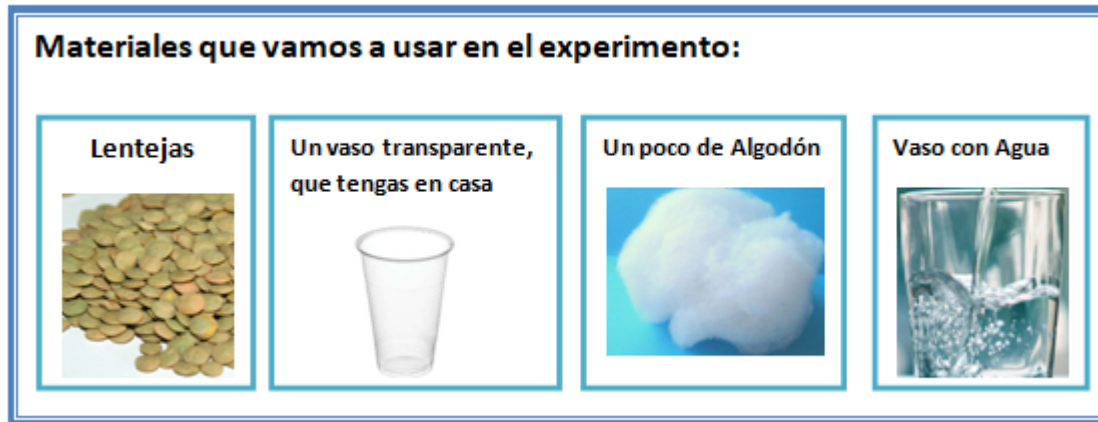 Materiales que vamos a usar en el experimento:
Lentejas
Un vaso transparente,
que tengas en casa
Un poco de Algodón
Vaso con Agua